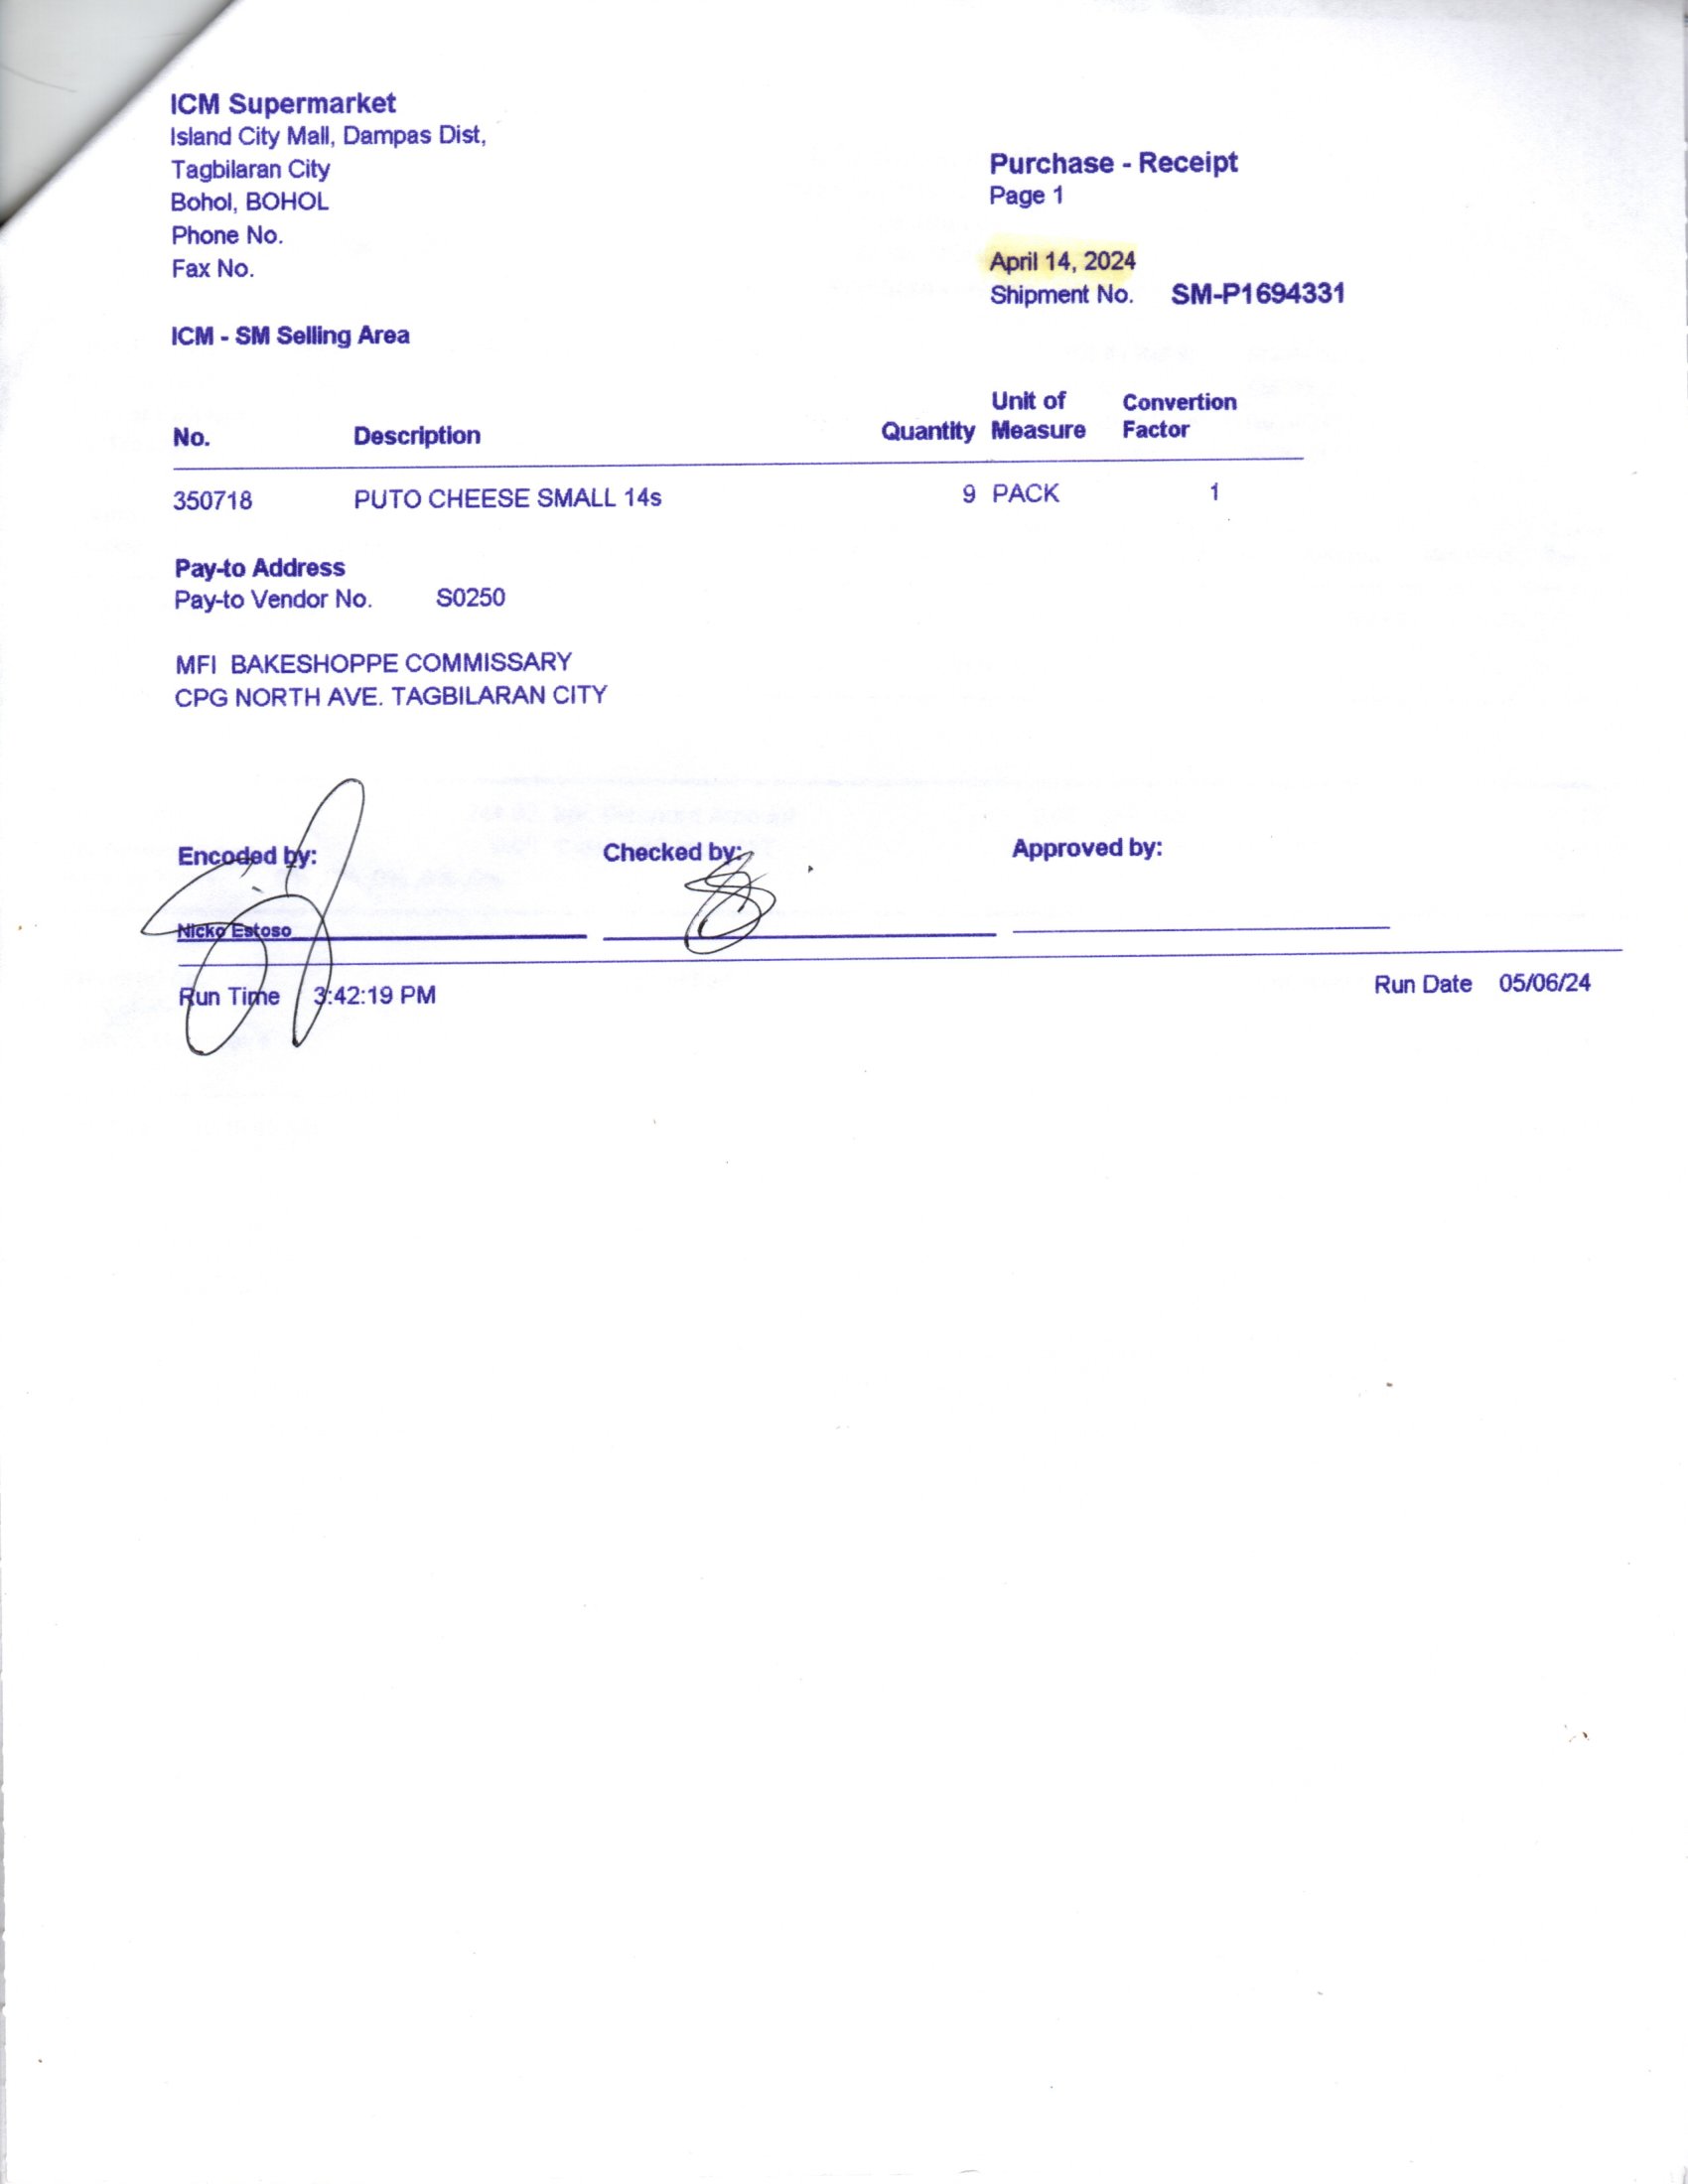 ICM Supermarket
Island City Mall, Dampas Dist,
Tagbilaran City
Bohol, BOHOL
Phone No.
Fax No.
Purchase - Receipt
Page 1
April 14, 2024
Shipment No. SM-P1694331
ICM - SM Selling Area
No. Description Quantity Unit of Measure Convertion Factor
350718 PUTO CHEESE SMALL 14s 9 PACK 1
Pay-to Address
Pay-to Vendor No. S0250
MFI BAKESHOPPE COMMISSARY
CPG NORTH AVE. TAGBILARAN CITY
Encoded by: Checked by: Approved by:
Nicko Estoso
Run Time 3:42:19 PM Run Date 05/06/24